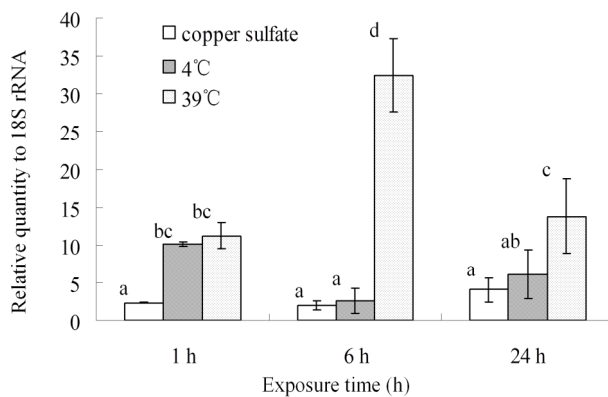 Relative quantity to 18S rRNA
40
35
30
25
20
15
10
5
0
copper sulfate
4℃
39℃
a
bc
bc
a
a
d
a
ab
c
1 h
6 h
24 h
Exposure time (h)